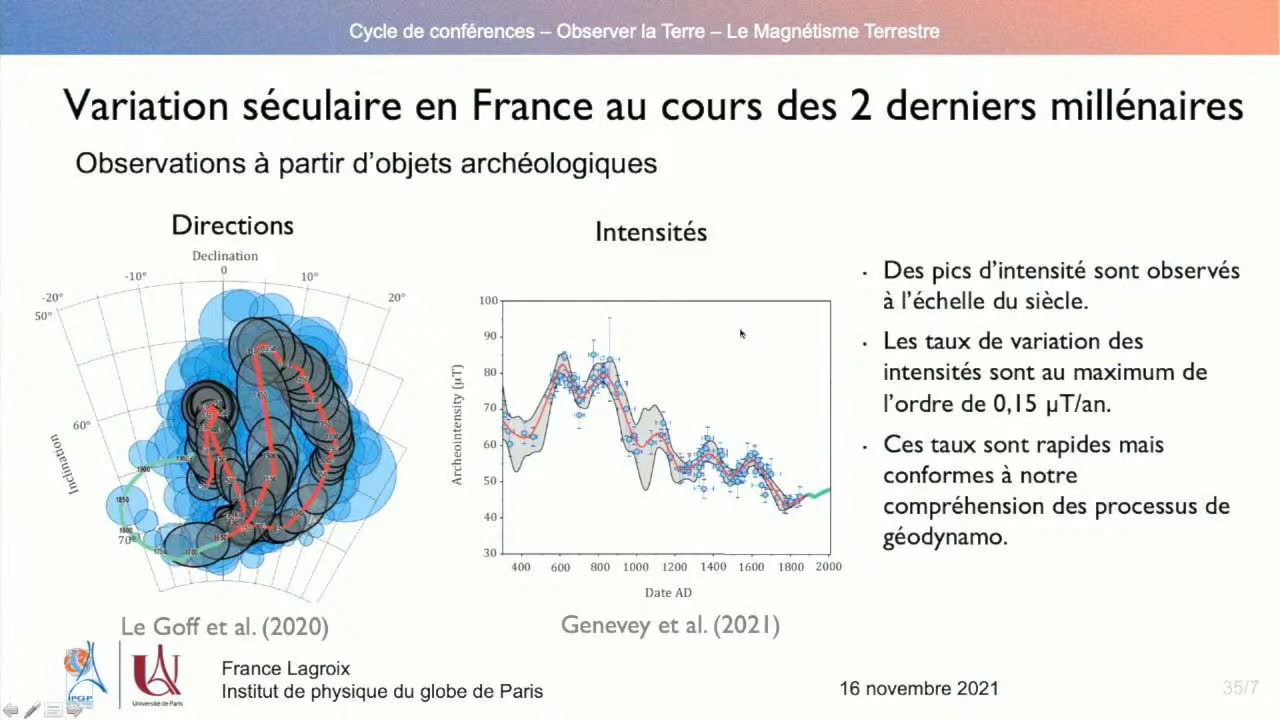 Cycle de conférences – Observer la Terre – Le Magnétisme Terrestre
Variation séculaire en France au cours des 2 derniers millénaires
Observations à partir d'objets archéologiques
Directions
Declination
-10°
0
10°
-20°
20°
50°
60°
70°
Inclination
1900
1850
1800
1750
1700
1650
Le Goff et al. (2020)
Intensités
100
90
80
70
60
50
40
30
Archeointensity (µT)
400 600 800 1000 1200 1400 1600 1800 2000
Date AD
Genevey et al. (2021)
· Des pics d'intensité sont observés
à l'échelle du siècle.
· Les taux de variation des
intensités sont au maximum de
l'ordre de 0,15 µT/an.
· Ces taux sont rapides mais
conformes à notre
compréhension des processus de
géodynamo.
IPGP
Université de Paris
France Lagroix
Institut de physique du globe de Paris
16 novembre 2021
35/7